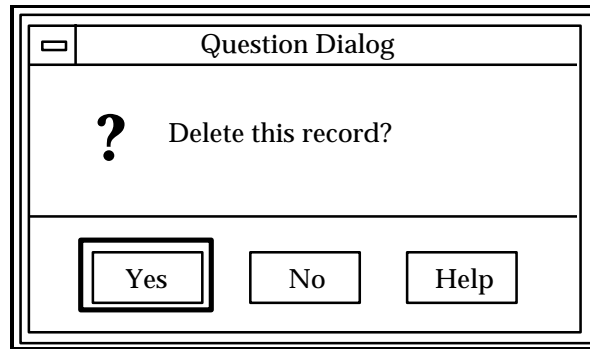 Question Dialog
? Delete this record?
Yes No Help